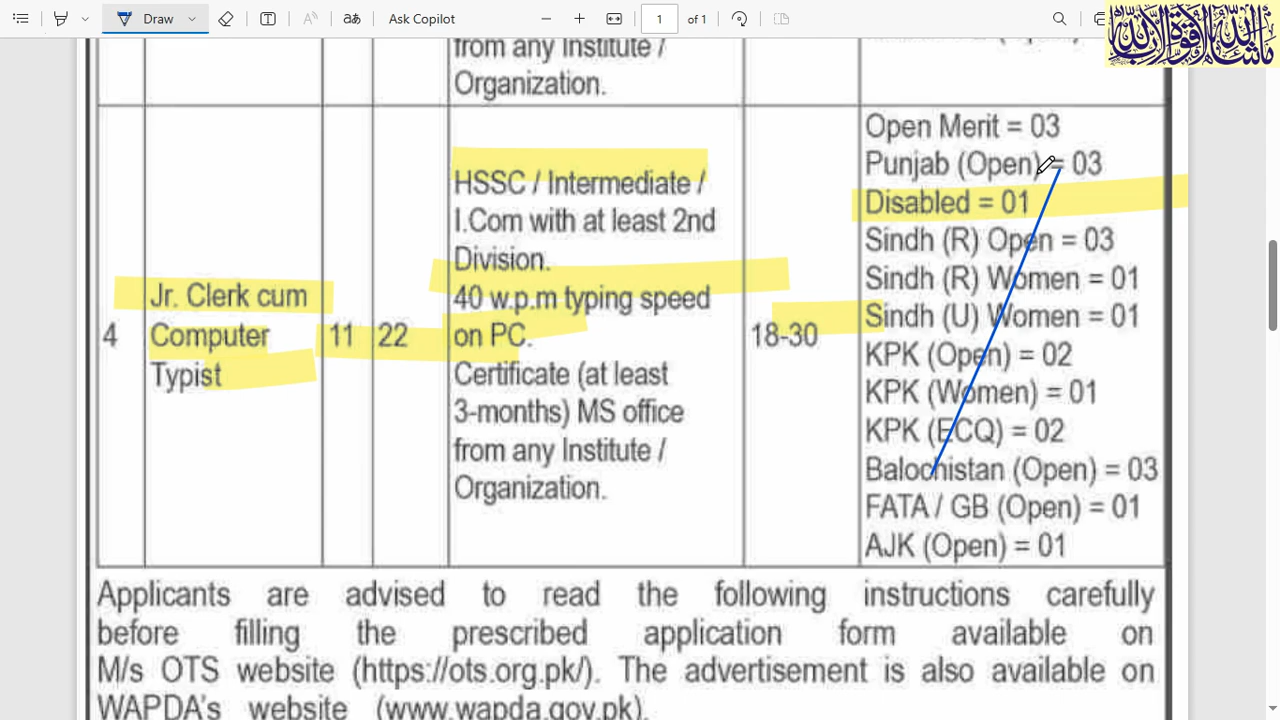 Draw
Ask Copilot
1 of 1
ماشاء الله لا قوة إلا بالله
from any Institute /
Organization.
4
Jr. Clerk cum
Computer
Typist
11
22
HSSC / Intermediate /
I.Com with at least 2nd
Division.
40 w.p.m typing speed
on PC.
Certificate (at least
3-months) MS office
from any Institute /
Organization.
18-30
Open Merit = 03
Punjab (Open) = 03
Disabled = 01
Sindh (R) Open = 03
Sindh (R) Women = 01
Sindh (U) Women = 01
KPK (Open) = 02
KPK (Women) = 01
KPK (ECQ) = 02
Balochistan (Open) = 03
FATA / GB (Open) = 01
AJK (Open) = 01
Applicants are advised to read the following instructions carefully
before filling the prescribed application form available on
M/s OTS website (https://ots.org.pk/). The advertisement is also available on
WAPDA's website (www.wapda.gov.pk).